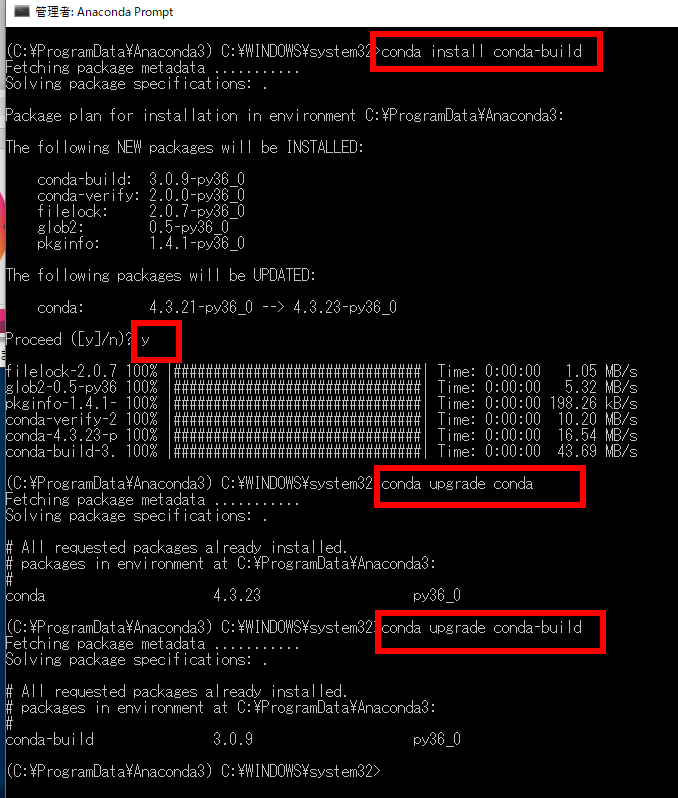 管理者: Anaconda Prompt
(C:¥ProgramData¥Anaconda3) C:¥WINDOWS¥system32>conda install conda-build
Fetching package metadata ...........
Solving package specifications: .
Package plan for installation in environment C:¥ProgramData¥Anaconda3:
The following NEW packages will be INSTALLED:
conda-build: 3.0.9-py36_0
conda-verify: 2.0.0-py36_0
filelock: 2.0.7-py36_0
glob2: 0.5-py36_0
pkginfo: 1.4.1-py36_0
The following packages will be UPDATED:
conda: 4.3.21-py36_0 --> 4.3.23-py36_0
Proceed ([y]/n)? y
filelock-2.0.7 100% |###############################| Time: 0:00:00 1.05 MB/s
glob2-0.5-py36 100% |###############################| Time: 0:00:00 5.32 MB/s
pkginfo-1.4.1- 100% |###############################| Time: 0:00:00 198.26 kB/s
conda-verify-2 100% |###############################| Time: 0:00:00 10.20 MB/s
conda-4.3.23-p 100% |###############################| Time: 0:00:00 16.54 MB/s
conda-build-3. 100% |###############################| Time: 0:00:00 43.69 MB/s
(C:¥ProgramData¥Anaconda3) C:¥WINDOWS¥system32>conda upgrade conda
Fetching package metadata ...........
Solving package specifications: .
# All requested packages already installed.
# packages in environment at C:¥ProgramData¥Anaconda3:
#
conda 4.3.23 py36_0
(C:¥ProgramData¥Anaconda3) C:¥WINDOWS¥system32>conda upgrade conda-build
Fetching package metadata ...........
Solving package specifications: .
# All requested packages already installed.
# packages in environment at C:¥ProgramData¥Anaconda3:
#
conda-build 3.0.9 py36_0
(C:¥ProgramData¥Anaconda3) C:¥WINDOWS¥system32>